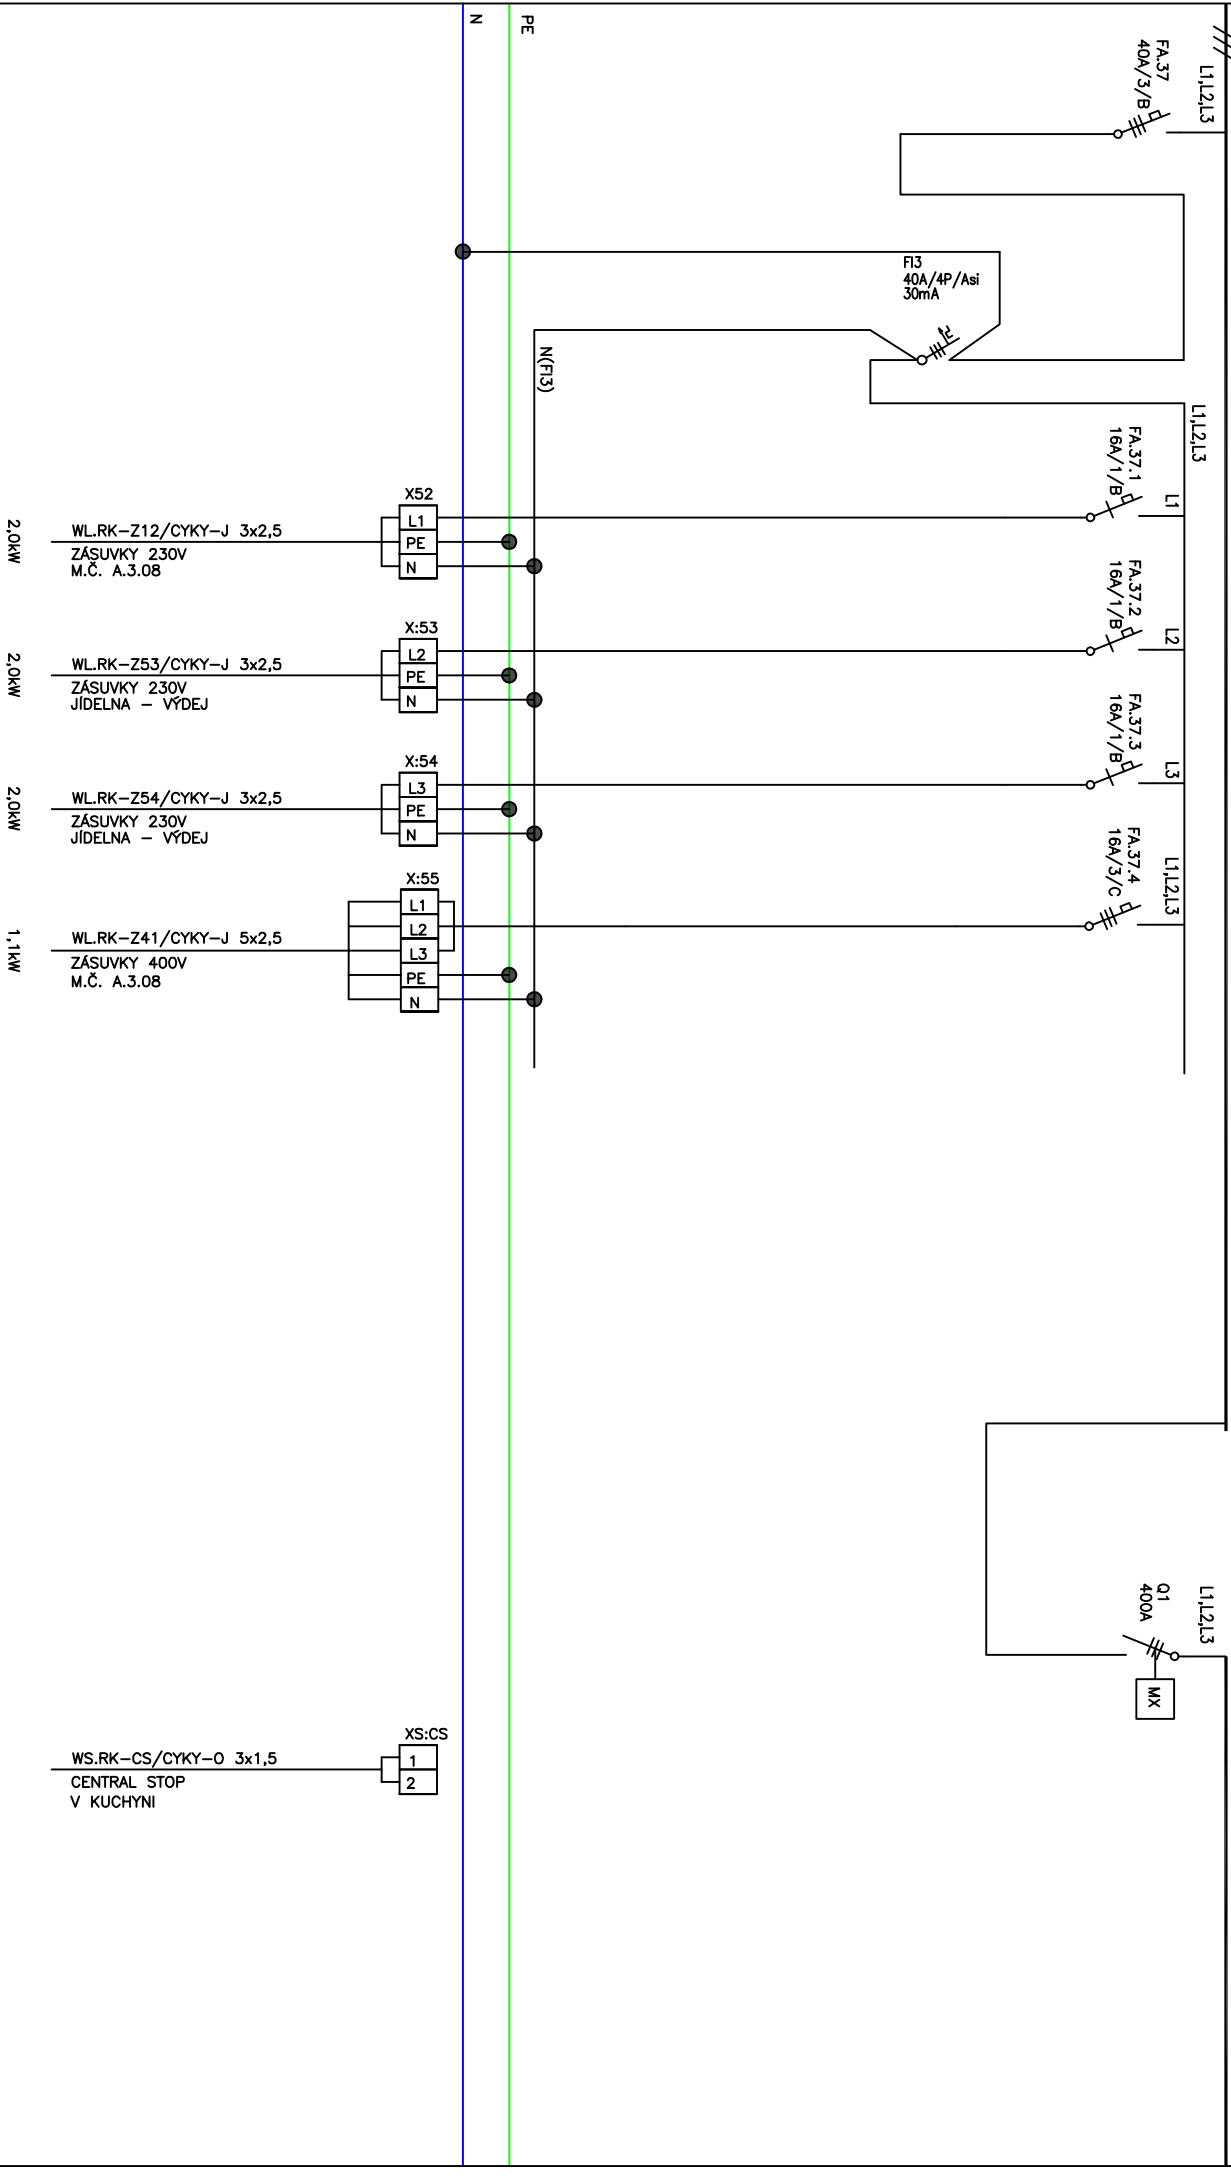 N
PE
FA.37
40A/3/B
L1,L2,L3
FI3
40A/4P/Asi
30mA
N(FI3)
L1,L2,L3
FA.37.1
16A/1/B
L1
X52
L1
PE
N
WL.RK-Z12/CYKY-J 3x2,5
ZÁSUVKY 230V
M.Č. A.3.08
2,0kW
FA.37.2
16A/1/B
L2
X:53
L2
PE
N
WL.RK-Z53/CYKY-J 3x2,5
ZÁSUVKY 230V
JÍDELNA - VÝDEJ
2,0kW
FA.37.3
16A/1/B
L3
X:54
L3
PE
N
WL.RK-Z54/CYKY-J 3x2,5
ZÁSUVKY 230V
JÍDELNA - VÝDEJ
2,0kW
FA.37.4
16A/3/C
L1,L2,L3
X:55
L1
L2
L3
PE
N
WL.RK-Z41/CYKY-J 5x2,5
ZÁSUVKY 400V
M.Č. A.3.08
1,1kW
Q1
400A
L1,L2,L3
MX
XS:CS
1
2
WS.RK-CS/CYKY-O 3x1,5
CENTRAL STOP
V KUCHYNI